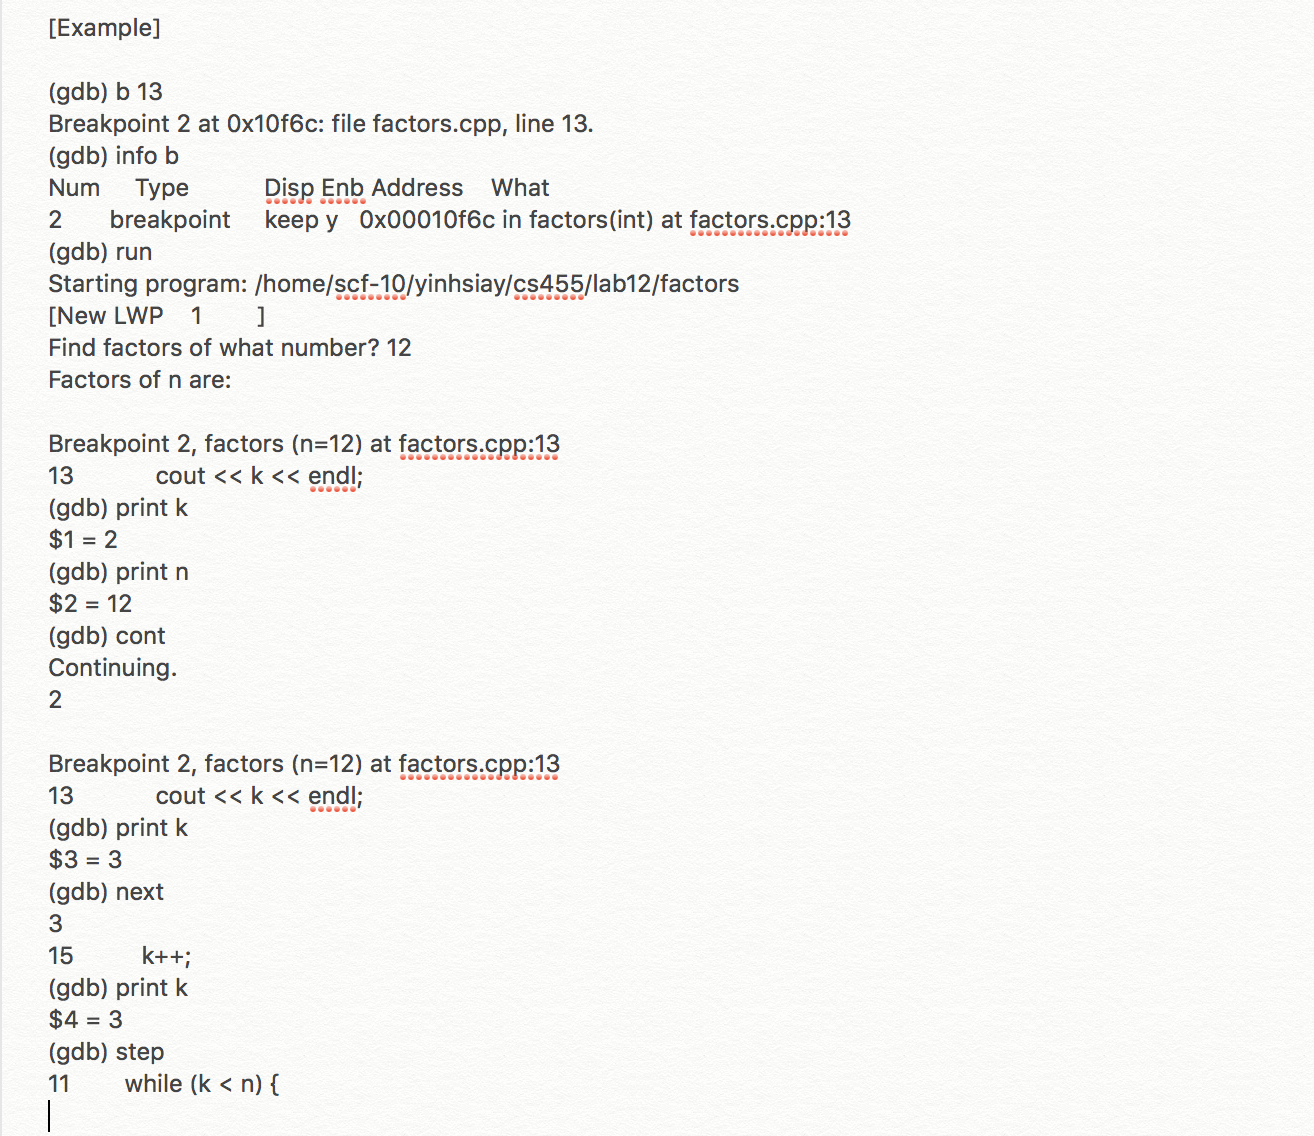 [Example]

(gdb) b 13
Breakpoint 2 at 0x10f6c: file factors.cpp, line 13.
(gdb) info b
Num     Type           Disp Enb Address    What
2       breakpoint     keep y   0x00010f6c in factors(int) at factors.cpp:13
(gdb) run
Starting program: /home/scf-10/yinhsiay/cs455/lab12/factors
[New LWP    1        ]
Find factors of what number? 12
Factors of n are:

Breakpoint 2, factors (n=12) at factors.cpp:13
13            cout << k << endl;
(gdb) print k
$1 = 2
(gdb) print n
$2 = 12
(gdb) cont
Continuing.
2

Breakpoint 2, factors (n=12) at factors.cpp:13
13            cout << k << endl;
(gdb) print k
$3 = 3
(gdb) next
3
15          k++;
(gdb) print k
$4 = 3
(gdb) step
11        while (k < n) {